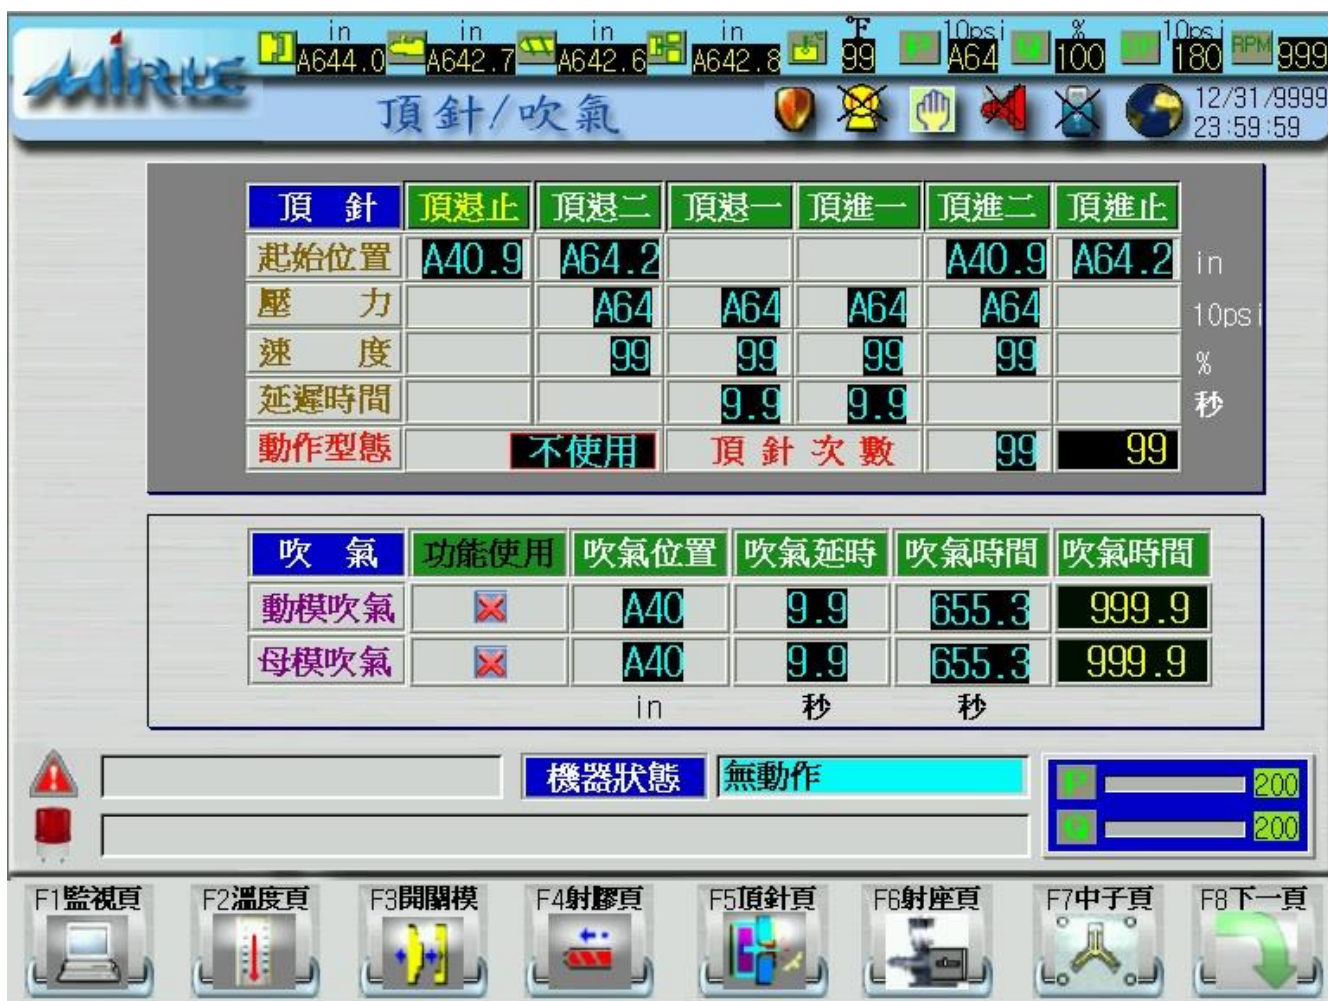 MIRLE
in in in in °F 10psi % 10psi
A644.0 A642.7 A642.6 A642.8 99 P A64 Q 100 180 RPM 999
頂針/吹氣
12/31/9999
23:59:59
頂 針 頂退止 頂退二 頂退一 頂進一 頂進二 頂進止
起始位置 A40.9 A64.2 A40.9 A64.2 in
壓 力 A64 A64 A64 A64 10psi
速 度 99 99 99 99 %
延遲時間 9.9 9.9 秒
動作型態 不使用 頂針次數 99 99
吹 氣 功能使用 吹氣位置 吹氣延時 吹氣時間 吹氣時間
動模吹氣 A40 9.9 655.3 999.9
母模吹氣 A40 9.9 655.3 999.9
in 秒 秒
機器狀態 無動作
P 200
Q 200
F1監視頁 F2溫度頁 F3開關模 F4射膠頁 F5頂針頁 F6射座頁 F7中子頁 F8下一頁